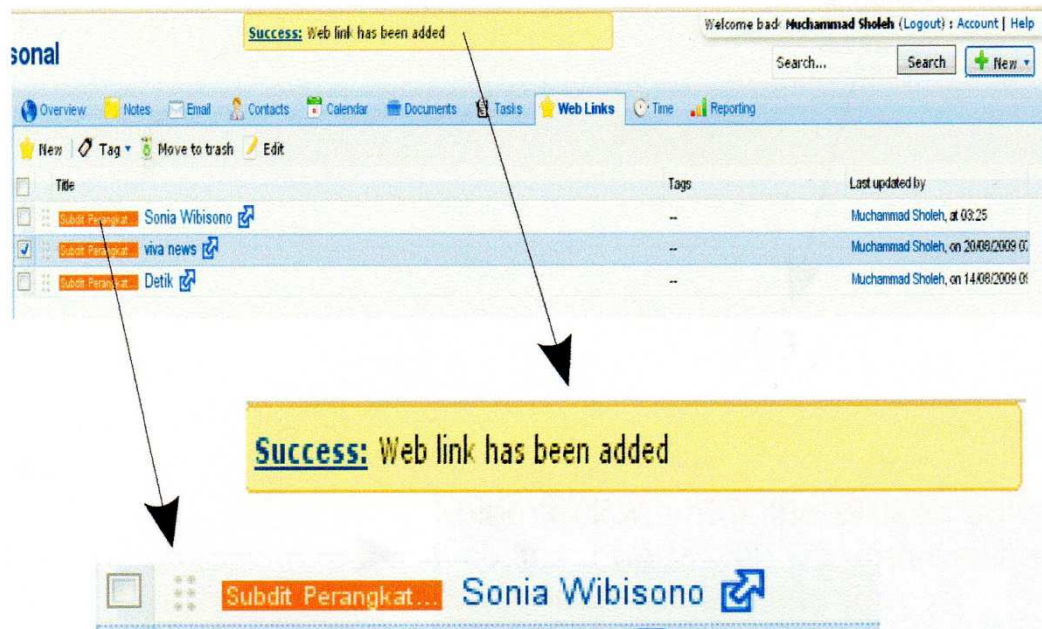 Success: Web link has been added
Welcome back Muchammad Sholeh (Logout) : Account | Help
sonal
Search... Search New
Overview Notes Email Contacts Calendar Documents Tasks Web Links Time Reporting
New Tag Move to trash Edit
Title Tags Last updated by
Subdit Perangkat... Sonia Wibisono -- Muchammad Sholeh, at 03:25
Subdit Perangkat... viva news -- Muchammad Sholeh, on 20/08/2009
Subdit Perangkat... Detik -- Muchammad Sholeh, on 14/08/2009
Success: Web link has been added
Subdit Perangkat... Sonia Wibisono